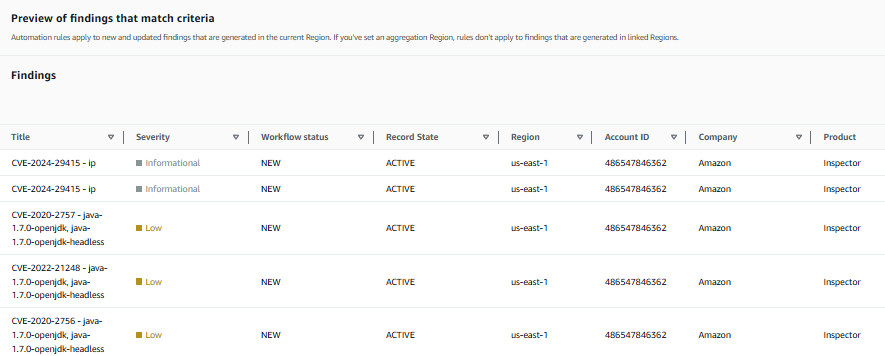 Preview of findings that match criteria
Automation rules apply to new and updated findings that are generated in the current Region. If you've set an aggregation Region, rules don't apply to findings that are generated in linked Regions.
Findings
Title Severity Workflow status Record State Region Account ID Company Product
CVE-2024-29415 - ip Informational NEW ACTIVE us-east-1 486547846362 Amazon Inspector
CVE-2024-29415 - ip Informational NEW ACTIVE us-east-1 486547846362 Amazon Inspector
CVE-2020-2757 - java-
1.7.0-openjdk, java- Low NEW ACTIVE us-east-1 486547846362 Amazon Inspector
1.7.0-openjdk-headless
CVE-2022-21248 - java-
1.7.0-openjdk, java- Low NEW ACTIVE us-east-1 486547846362 Amazon Inspector
1.7.0-openjdk-headless
CVE-2020-2756 - java-
1.7.0-openjdk, java- Low NEW ACTIVE us-east-1 486547846362 Amazon Inspector
1.7.0-openjdk-headless